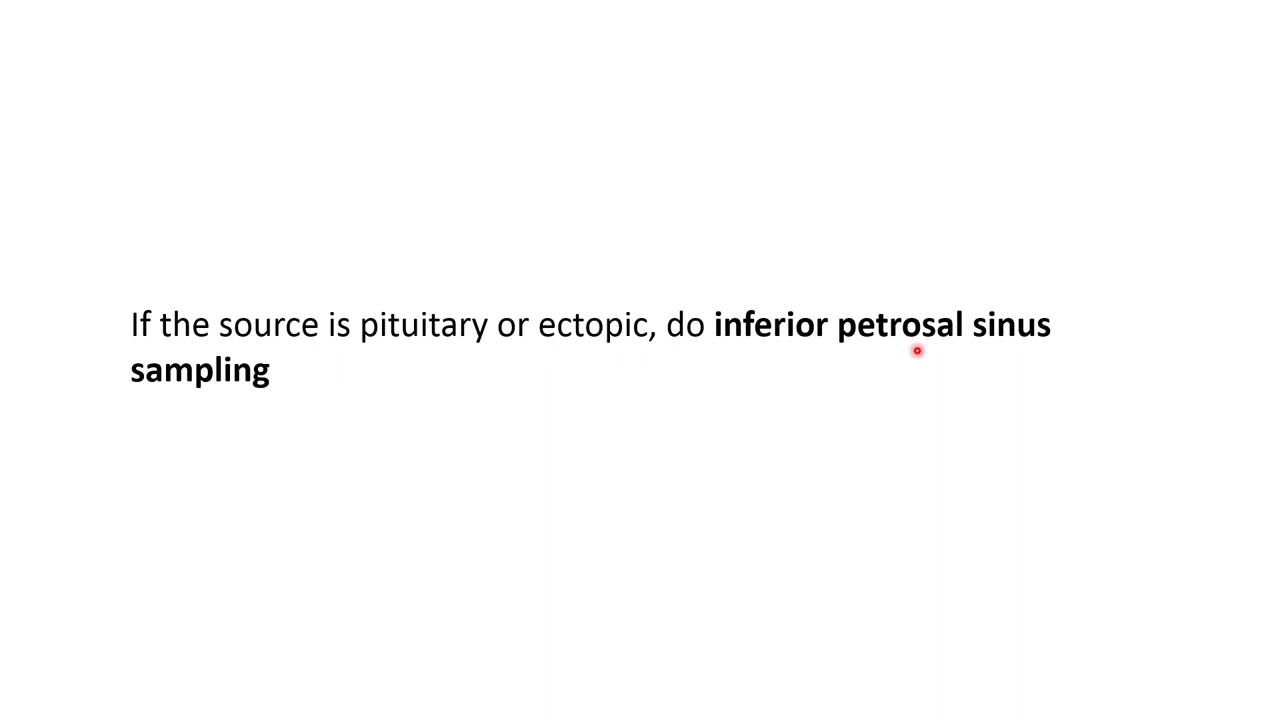 If the source is pituitary or ectopic, do inferior petrosal sinus
sampling